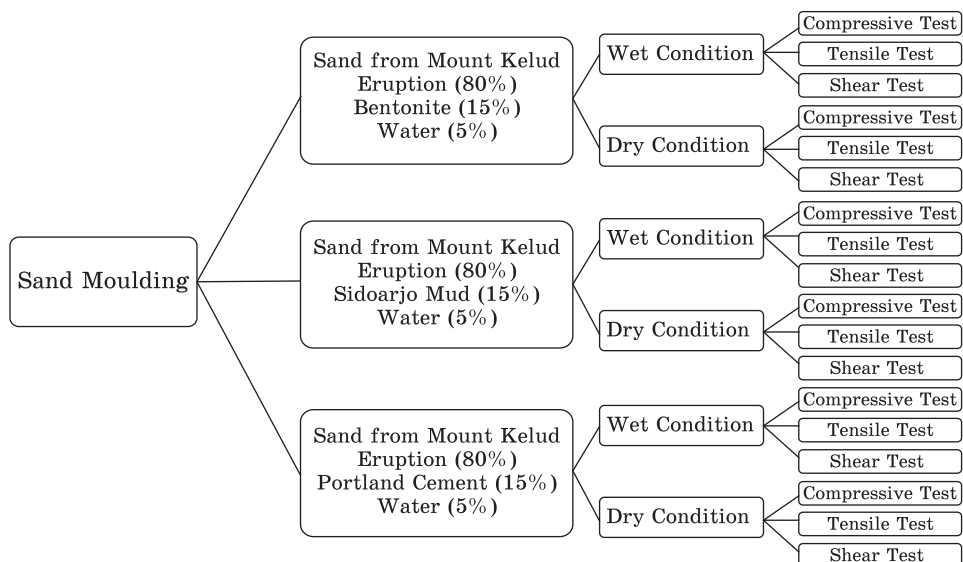 Sand Moulding
Sand from Mount Kelud
Eruption (80%)
Bentonite (15%)
Water (5%)
Wet Condition
Compressive Test
Tensile Test
Shear Test
Dry Condition
Compressive Test
Tensile Test
Shear Test
Sand from Mount Kelud
Eruption (80%)
Sidoarjo Mud (15%)
Water (5%)
Wet Condition
Compressive Test
Tensile Test
Shear Test
Dry Condition
Compressive Test
Tensile Test
Shear Test
Sand from Mount Kelud
Eruption (80%)
Portland Cement (15%)
Water (5%)
Wet Condition
Compressive Test
Tensile Test
Shear Test
Dry Condition
Compressive Test
Tensile Test
Shear Test